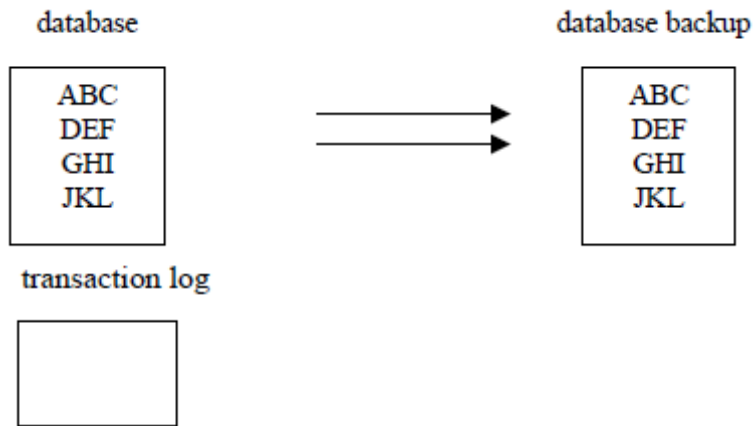 database
ABC
DEF
GHI
JKL
transaction log
database backup
ABC
DEF
GHI
JKL